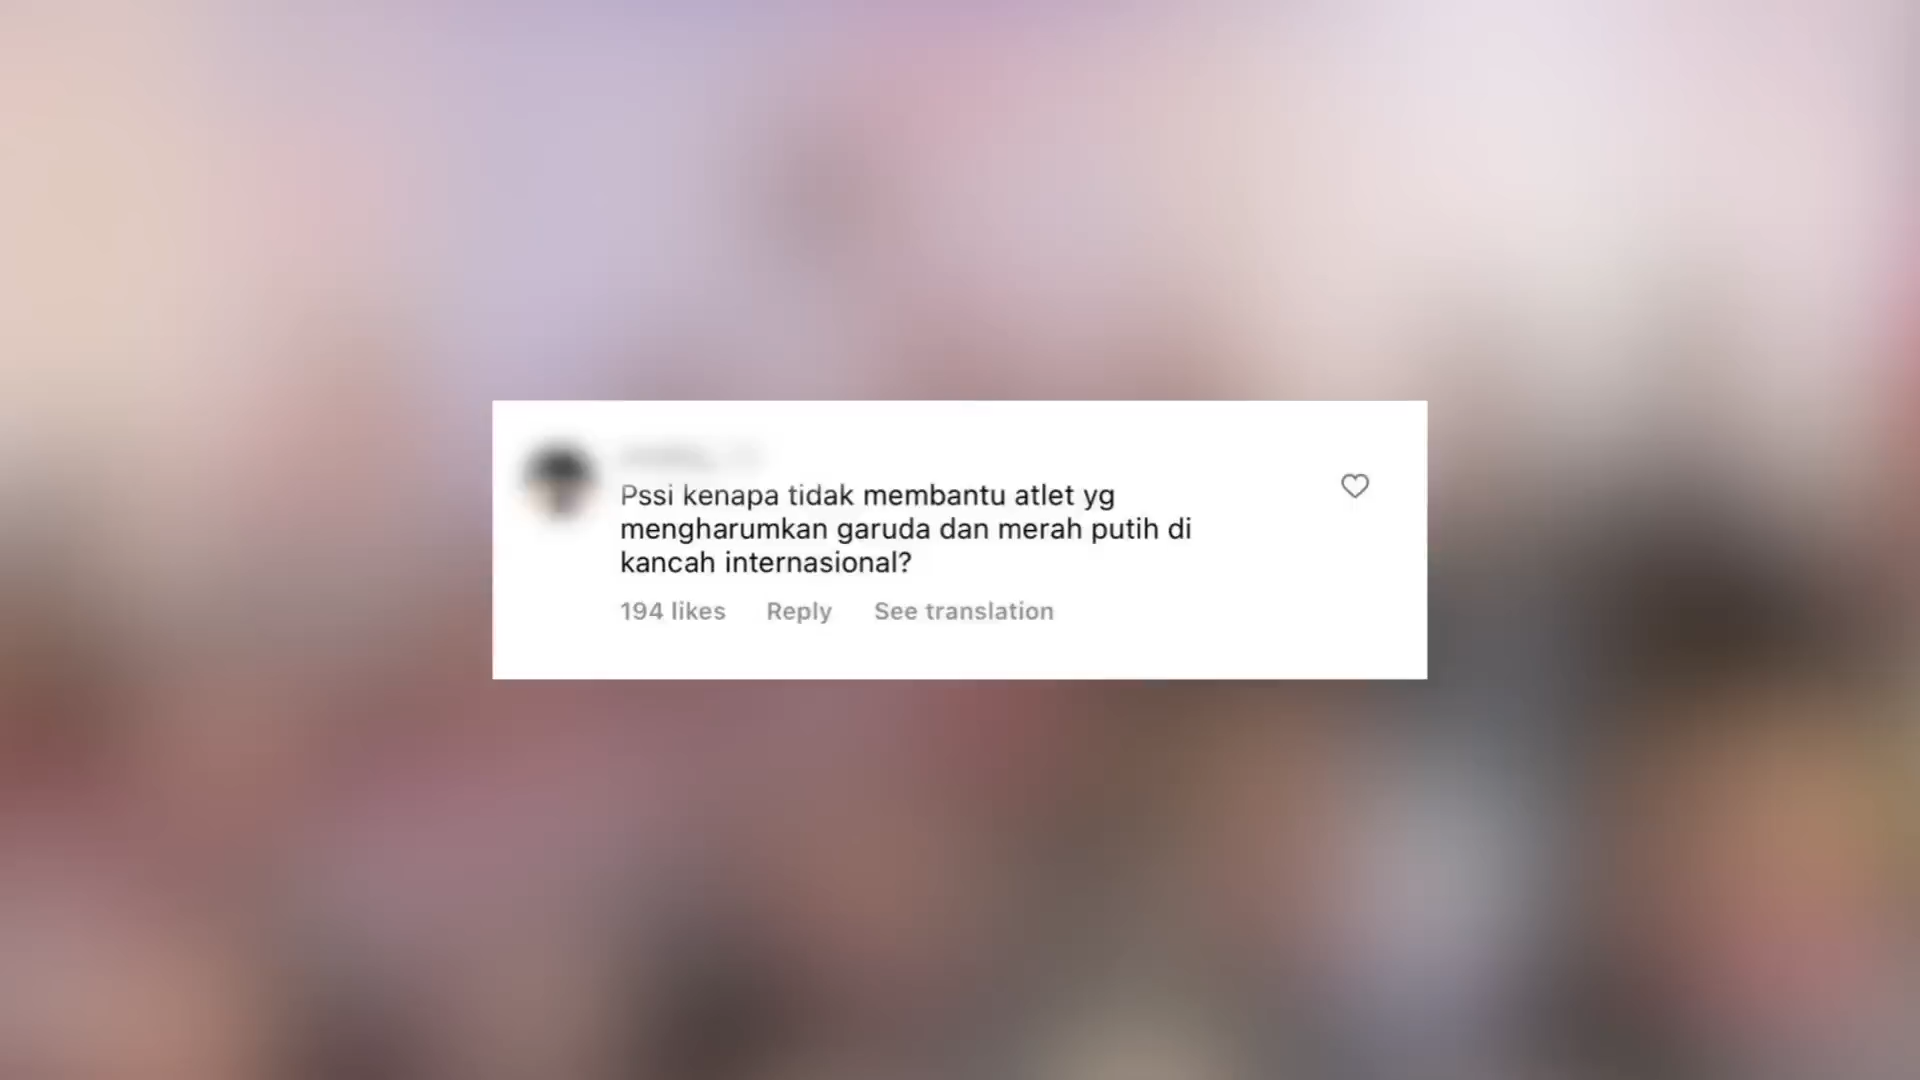 Pssi kenapa tidak membantu atlet yg
mengharumkan garuda dan merah putih di
kancah internasional?
194 likes Reply See translation